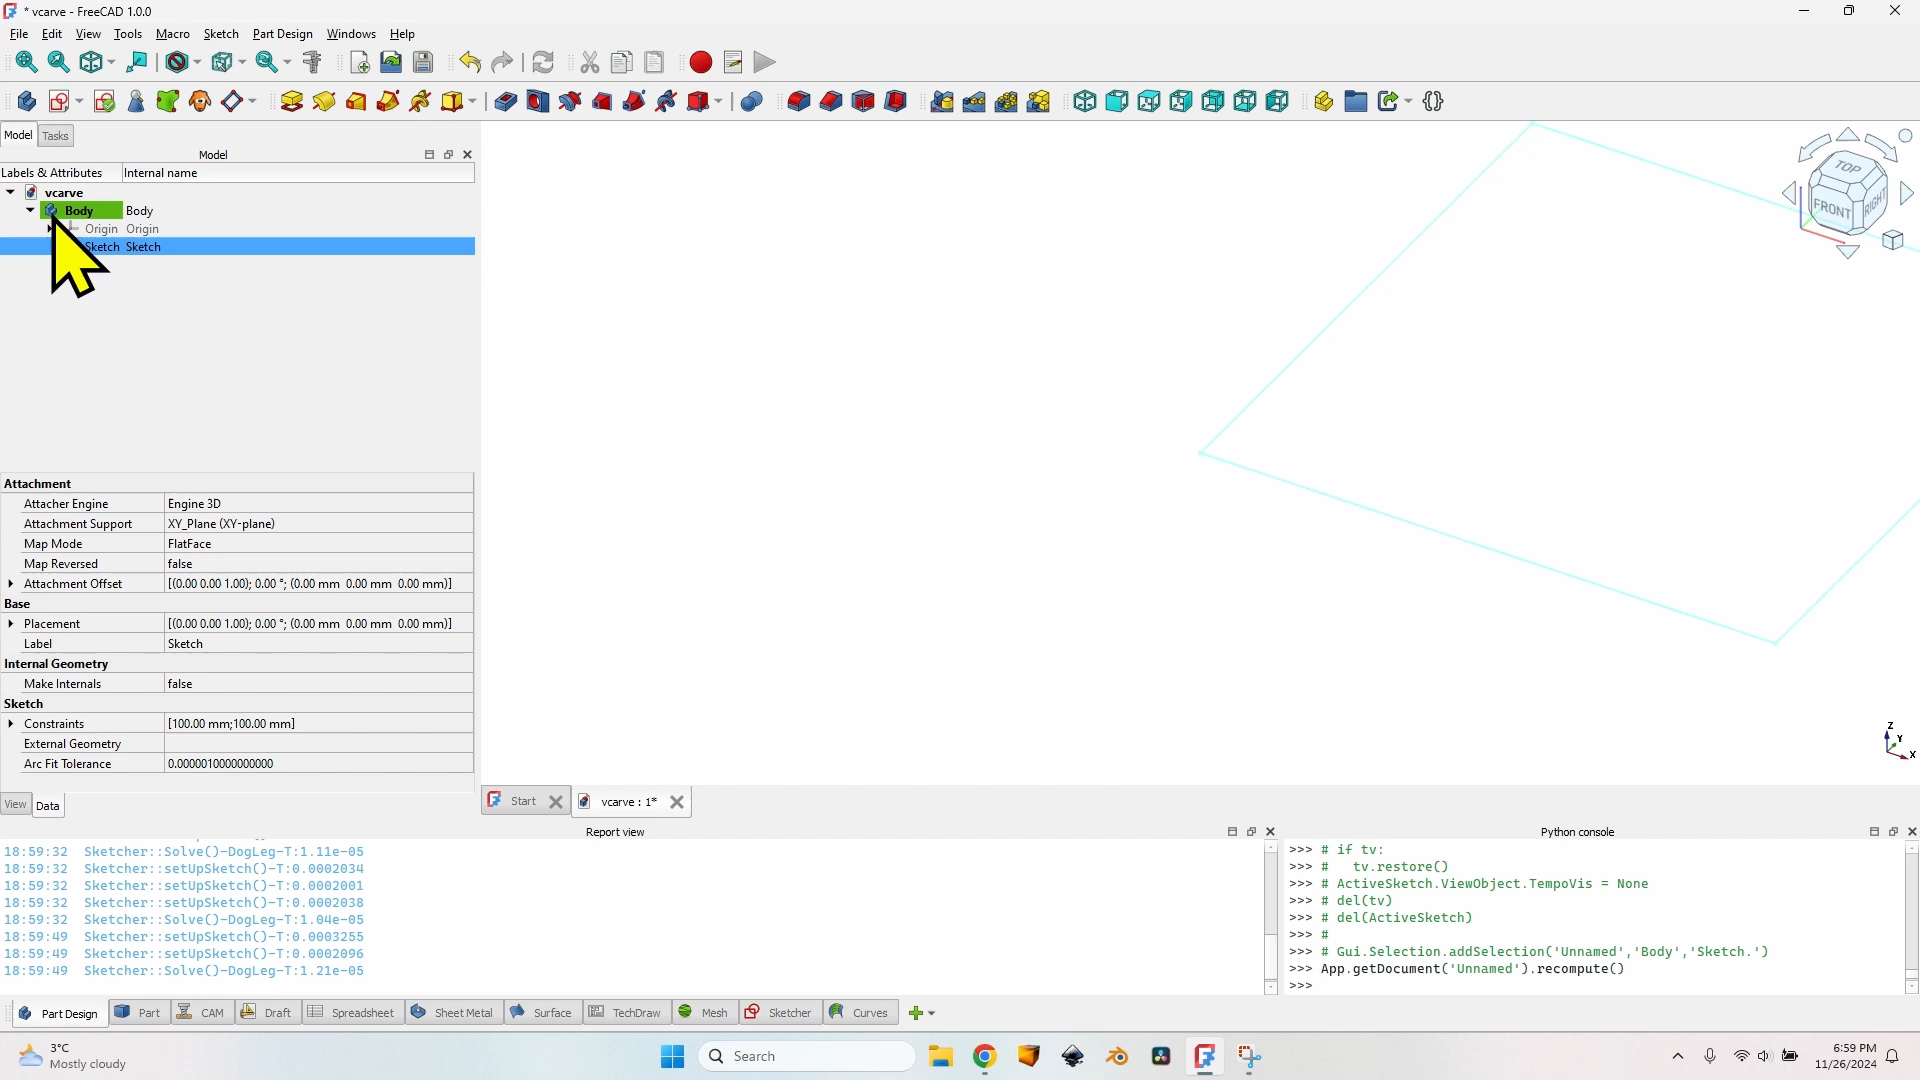 * vcarve - FreeCAD 1.0.0
File Edit View Tools Macro Sketch Part Design Windows Help
Model Tasks
Model
Labels & Attributes Internal name
vcarve
Body Body
Origin Origin
Sketch Sketch
TOP
FRONT
RIGHT
Attachment
Attacher Engine Engine 3D
Attachment Support XY_Plane (XY-plane)
Map Mode FlatFace
Map Reversed false
Attachment Offset [(0.00 0.00 1.00); 0.00 °; (0.00 mm 0.00 mm 0.00 mm)]
Base
Placement [(0.00 0.00 1.00); 0.00 °; (0.00 mm 0.00 mm 0.00 mm)]
Label Sketch
Internal Geometry
Make Internals false
Sketch
Constraints [100.00 mm;100.00 mm]
External Geometry
Arc Fit Tolerance 0.0000010000000000
Z
Y
X
View Data
Start vcarve : 1*
Report view
18:59:32 Sketcher::Solve()-DogLeg-T:1.11e-05
18:59:32 Sketcher::setUpSketch()-T:0.0002034
18:59:32 Sketcher::setUpSketch()-T:0.0002001
18:59:32 Sketcher::setUpSketch()-T:0.0002038
18:59:32 Sketcher::Solve()-DogLeg-T:1.04e-05
18:59:49 Sketcher::setUpSketch()-T:0.0003255
18:59:49 Sketcher::setUpSketch()-T:0.0002096
18:59:49 Sketcher::Solve()-DogLeg-T:1.21e-05
Python console
>>> # if tv:
>>> #   tv.restore()
>>> # ActiveSketch.ViewObject.TempoVis = None
>>> # del(tv)
>>> # del(ActiveSketch)
>>> #
>>> # Gui.Selection.addSelection('Unnamed','Body','Sketch.')
>>> App.getDocument('Unnamed').recompute()
>>>
Part Design Part CAM Draft Spreadsheet Sheet Metal Surface TechDraw Mesh Sketcher Curves
3°C
Mostly cloudy
Search
6:59 PM
11/26/2024